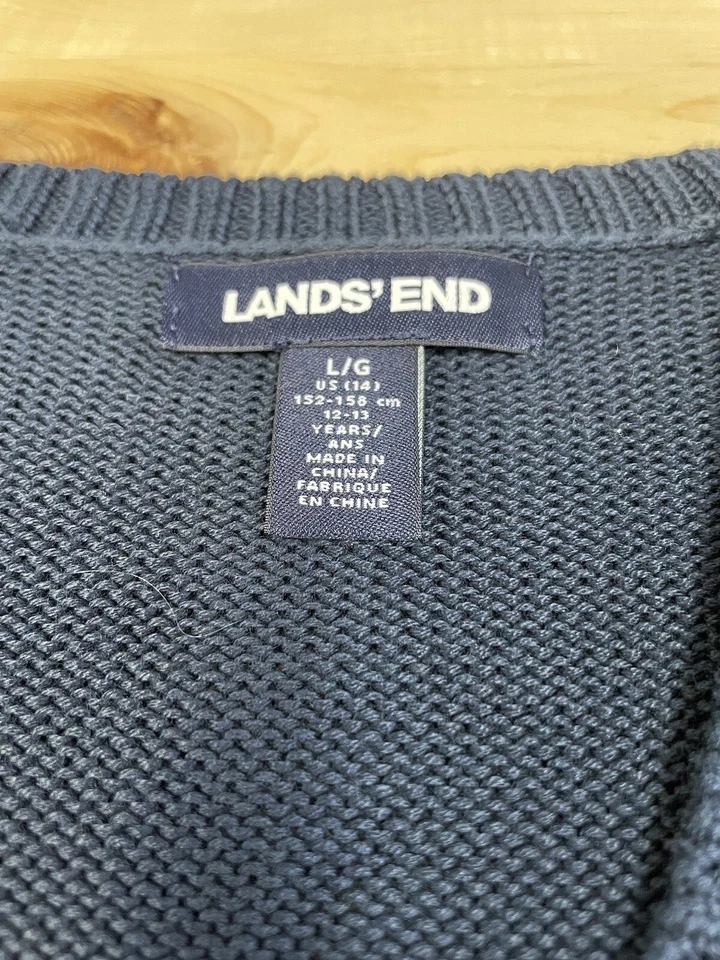 LANDS' END
L/G
US (14)
152-158 cm
12-13
YEARS/
ANS
MADE IN
CHINA/
FABRIQUE
EN CHINE